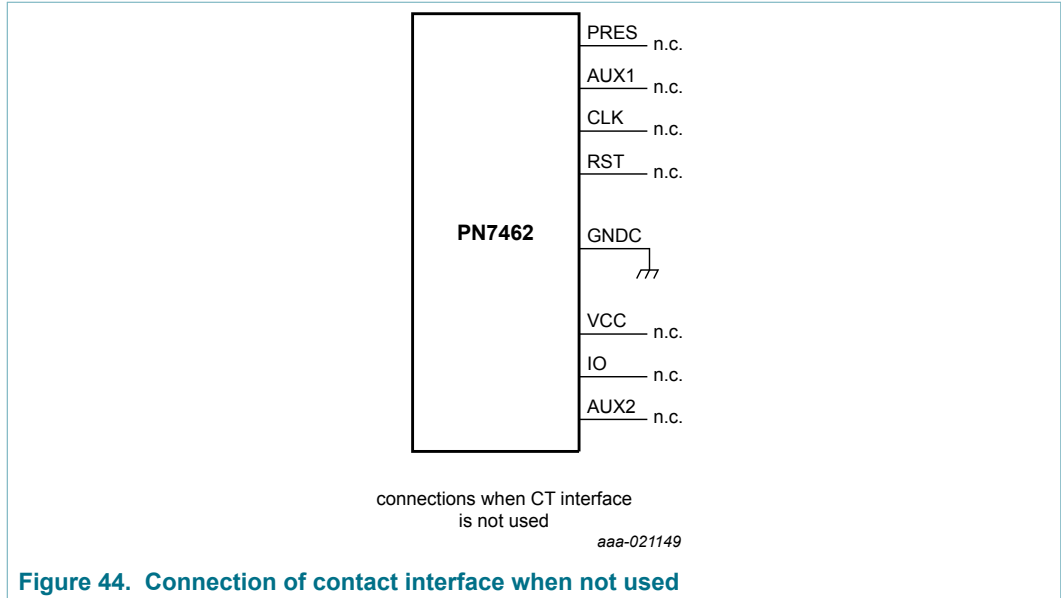 PRES n.c.
AUX1 n.c.
CLK n.c.
RST n.c.
PN7462 GNDC
VCC n.c.
IO n.c.
AUX2 n.c.
connections when CT interface
is not used
aaa-021149
Figure 44. Connection of contact interface when not used